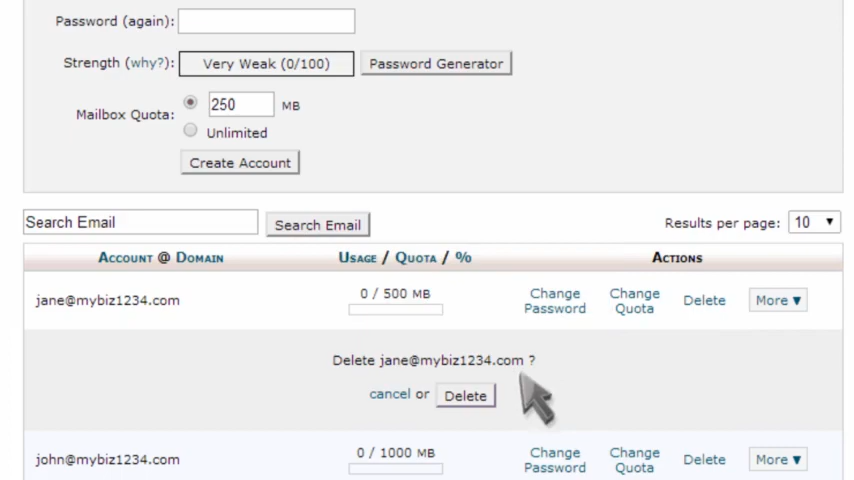 Password (again):
Strength (why?): Very Weak (0/100) Password Generator
Mailbox Quota: 250 MB
Unlimited
Create Account
Search Email Search Email Results per page: 10 ▼
ACCOUNT @ DOMAIN USAGE / QUOTA / % ACTIONS
jane@mybiz1234.com 0 / 500 MB Change Password Change Quota Delete More ▼
Delete jane@mybiz1234.com ?
cancel or Delete
john@mybiz1234.com 0 / 1000 MB Change Password Change Quota Delete More ▼